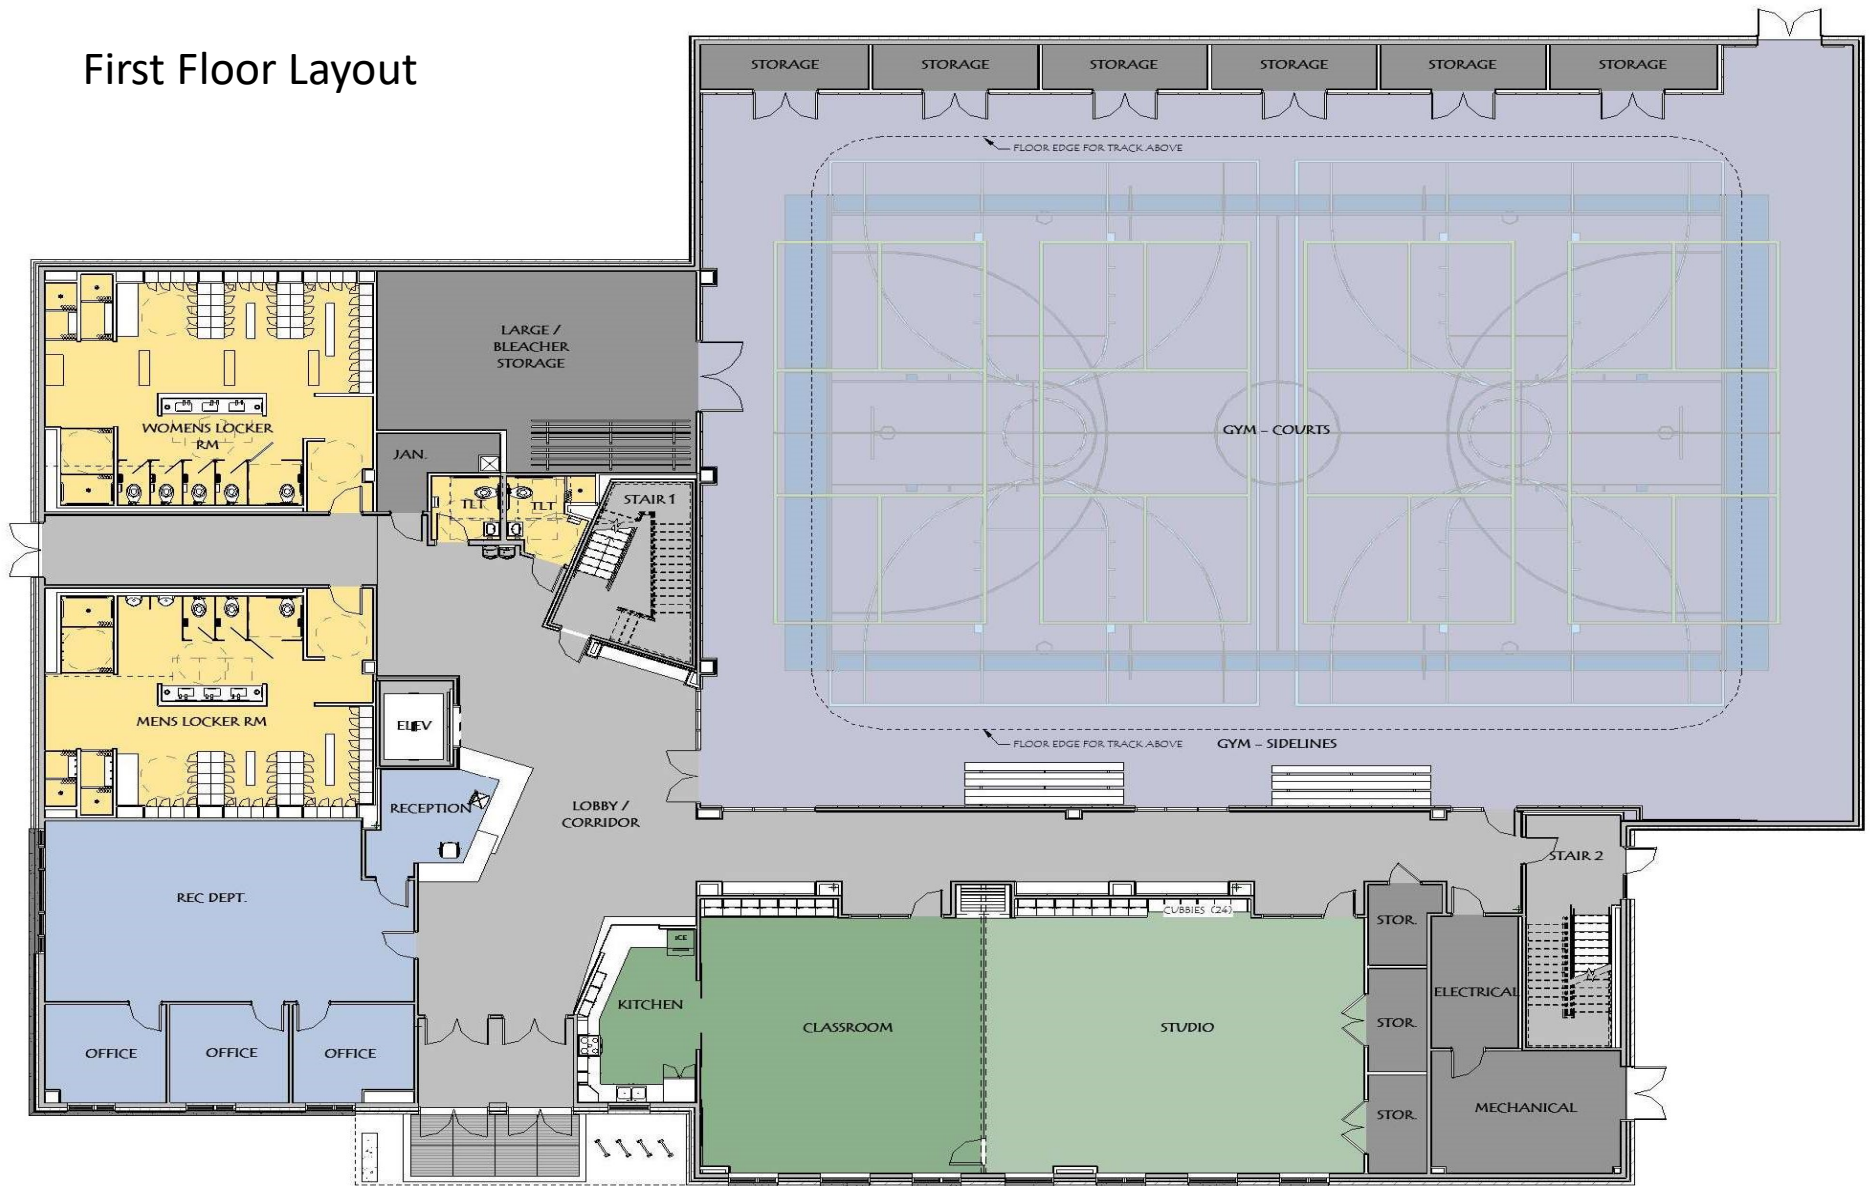 First Floor Layout
STORAGE
STORAGE
STORAGE
STORAGE
STORAGE
STORAGE
FLOOR EDGE FOR TRACK ABOVE
LARGE /
BLEACHER
STORAGE
WOMENS LOCKER
RM
GYM - COURTS
JAN.
TLT
TLT
STAIR 1
MENS LOCKER RM
ELEV
FLOOR EDGE FOR TRACK ABOVE
GYM - SIDELINES
RECEPTION
LOBBY /
CORRIDOR
STAIR 2
REC DEPT.
CUBBIES (24)
STOR.
ICE
KITCHEN
CLASSROOM
STUDIO
STOR.
ELECTRICAL
OFFICE
OFFICE
OFFICE
STOR.
MECHANICAL